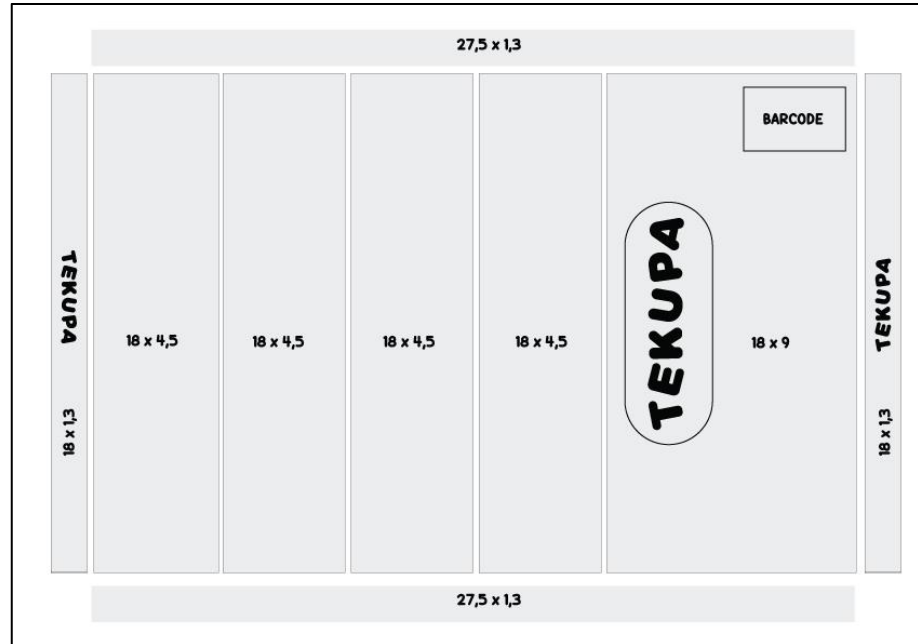 27,5 x 1,3
BARCODE
TEKUPA
18 x 1,3
18 x 4,5
18 x 4,5
18 x 4,5
18 x 4,5
TEKUPA
18 x 9
TEKUPA
18 x 1,3
27,5 x 1,3